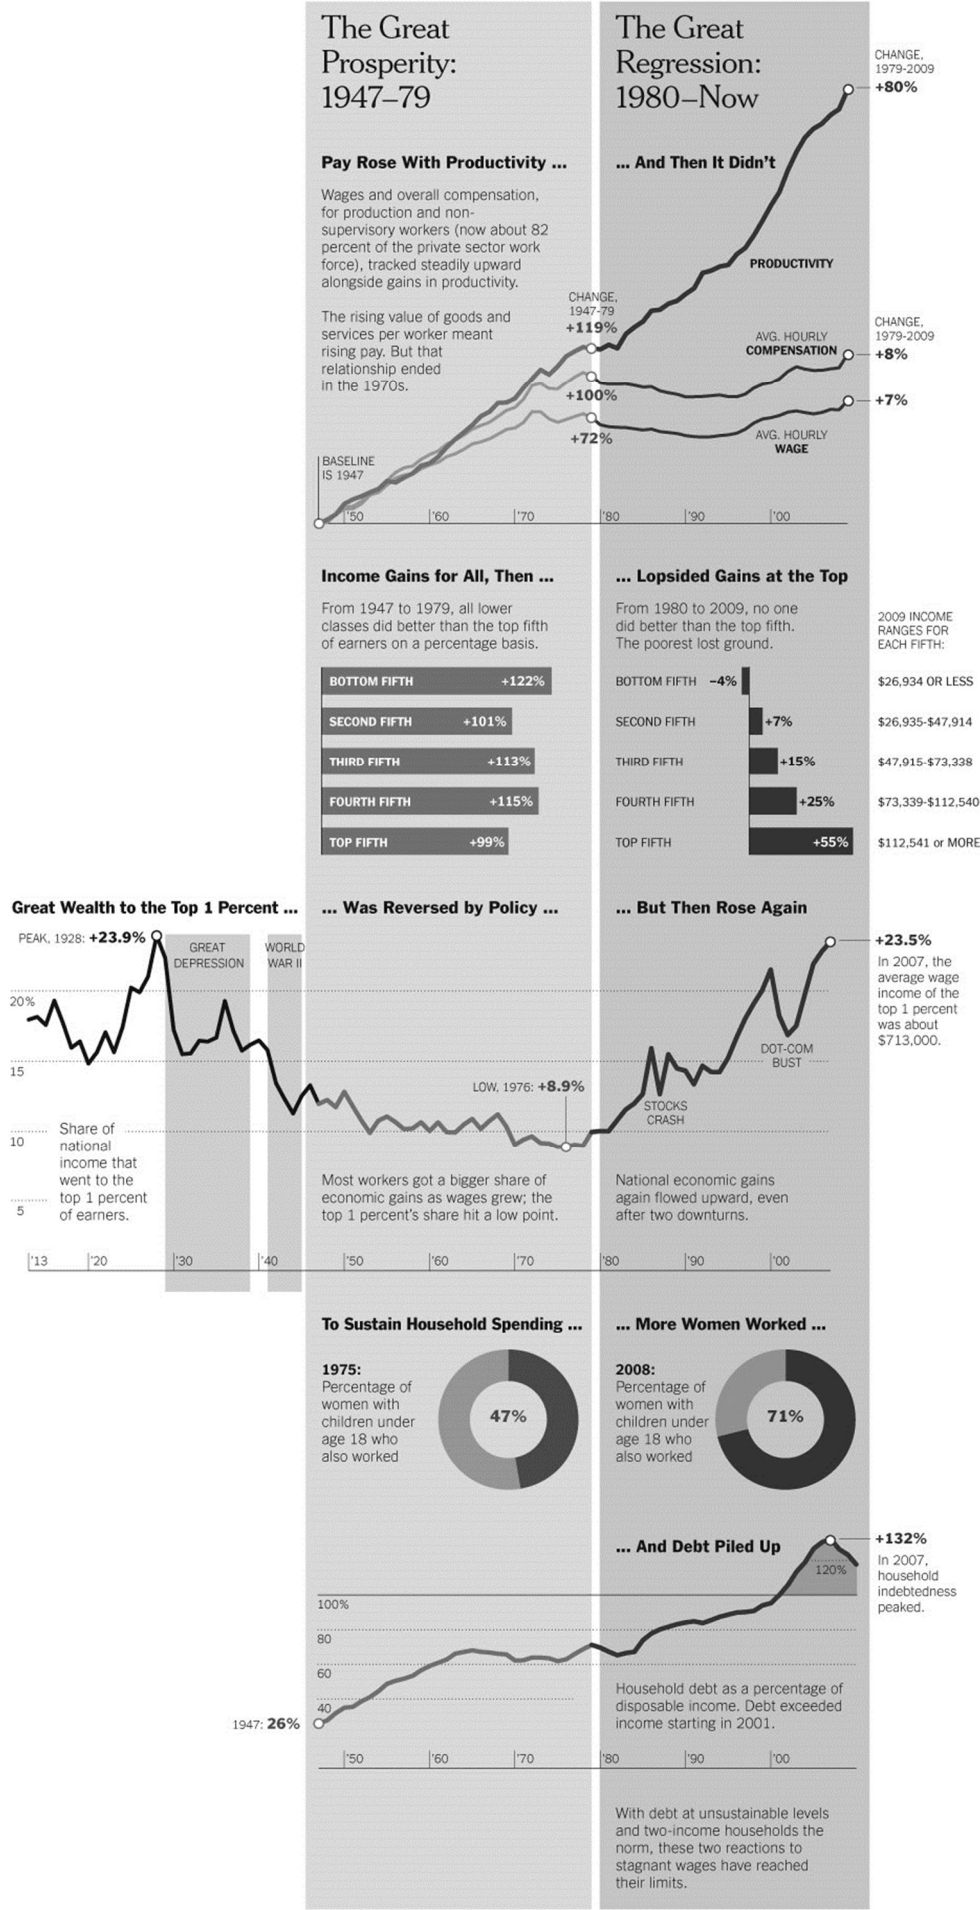 The Great
Prosperity:
1947–79
The Great
Regression:
1980–Now
CHANGE,
1979-2009
+80%
Pay Rose With Productivity ...
... And Then It Didn't
Wages and overall compensation,
for production and non-
supervisory workers (now about 82
percent of the private sector work
force), tracked steadily upward
alongside gains in productivity.
The rising value of goods and
services per worker meant
rising pay. But that
relationship ended
in the 1970s.
PRODUCTIVITY
CHANGE,
1947-79
+119%
+100%
+72%
AVG. HOURLY
COMPENSATION
CHANGE,
1979-2009
+8%
+7%
AVG. HOURLY
WAGE
BASELINE
IS 1947
'50 '60 '70 '80 '90 '00
Income Gains for All, Then ...
From 1947 to 1979, all lower
classes did better than the top fifth
of earners on a percentage basis.
BOTTOM FIFTH +122%
SECOND FIFTH +101%
THIRD FIFTH +113%
FOURTH FIFTH +115%
TOP FIFTH +99%
... Lopsided Gains at the Top
From 1980 to 2009, no one
did better than the top fifth.
The poorest lost ground.
2009 INCOME
RANGES FOR
EACH FIFTH:
BOTTOM FIFTH –4% $26,934 OR LESS
SECOND FIFTH +7% $26,935-$47,914
THIRD FIFTH +15% $47,915-$73,338
FOURTH FIFTH +25% $73,339-$112,540
TOP FIFTH +55% $112,541 or MORE
Great Wealth to the Top 1 Percent ...
... Was Reversed by Policy ...
... But Then Rose Again
PEAK, 1928: +23.9%
GREAT
DEPRESSION
WORLD
WAR II
+23.5%
In 2007, the
average wage
income of the
top 1 percent
was about
$713,000.
20%
15
10
5
DOT-COM
BUST
LOW, 1976: +8.9%
STOCKS
CRASH
Share of
national
income that
went to the
top 1 percent
of earners.
Most workers got a bigger share of
economic gains as wages grew; the
top 1 percent's share hit a low point.
National economic gains
again flowed upward, even
after two downturns.
'13 '20 '30 '40 '50 '60 '70 '80 '90 '00
To Sustain Household Spending ...
... More Women Worked ...
1975:
Percentage of
women with
children under
age 18 who
also worked
47%
2008:
Percentage of
women with
children under
age 18 who
also worked
71%
... And Debt Piled Up
+132%
In 2007,
household
indebtedness
peaked.
120%
100%
80
60
40
1947: 26%
Household debt as a percentage of
disposable income. Debt exceeded
income starting in 2001.
'50 '60 '70 '80 '90 '00
With debt at unsustainable levels
and two-income households the
norm, these two reactions to
stagnant wages have reached
their limits.